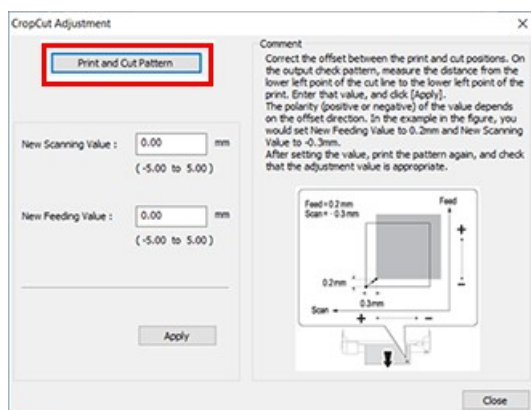 CropCut Adjustment
Print and Cut Pattern
New Scanning Value :
0.00
mm
(-5.00 to 5.00)
New Feeding Value :
0.00
mm
(-5.00 to 5.00)
Apply
Comment
Correct the offset between the print and cut positions. On
the output check pattern, measure the distance from the
lower left point of the cut line to the lower left point of the
print. Enter that value, and click [Apply].
The polarity (positive or negative) of the value depends
on the offset direction. In the example in the figure, you
would set New Feeding Value to 0.2mm and New Scanning
Value to -0.3mm.
After setting the value, print the pattern again, and check
that the adjustment value is appropriate.
Feed=0.2 mm
Scan= - 0.3 mm
Feed
+
-
0.2mm
0.3mm
Scan
+
-
Close